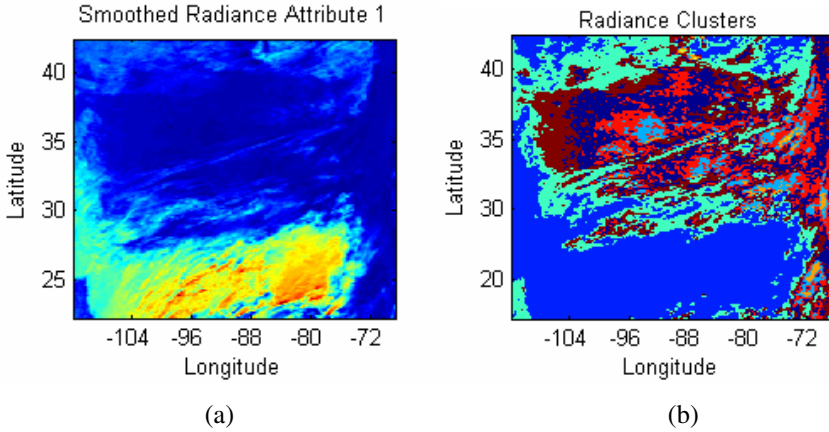 Smoothed Radiance Attribute 1
40
35
30
25
Latitude
-104 -96 -88 -80 -72
Longitude
(a)
Radiance Clusters
40
35
30
20
Latitude
-104 -96 -88 -80 -72
Longitude
(b)